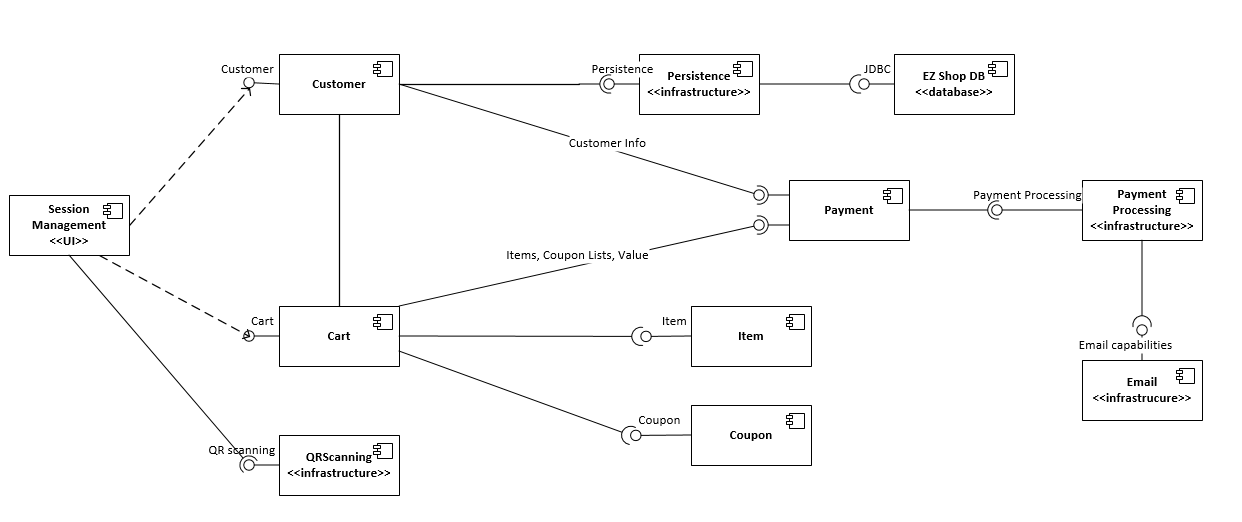 Customer
Customer
Persistence
Persistence
<<infrastructure>>
JDBC
EZ Shop DB
<<database>>
Customer Info
Session
Management
<<UI>>
Payment
Payment Processing
Payment
Processing
<<infrastructure>>
Items, Coupon Lists, Value
Cart
Cart
Item
Item
Email capabilities
Email
<<infrastrucure>>
Coupon
Coupon
QR scanning
QRScanning
<<infrastructure>>